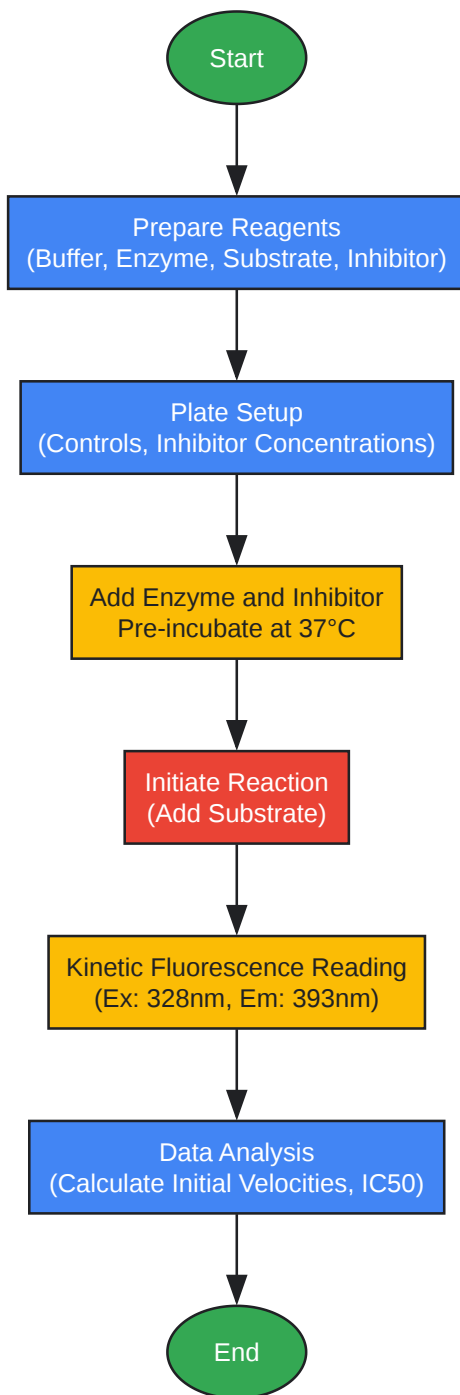 Start
Prepare Reagents
(Buffer, Enzyme, Substrate, Inhibitor)
Plate Setup
(Controls, Inhibitor Concentrations)
Add Enzyme and Inhibitor
Pre-incubate at 37°C
Initiate Reaction
(Add Substrate)
Kinetic Fluorescence Reading
(Ex: 328nm, Em: 393nm)
Data Analysis
(Calculate Initial Velocities, IC50)
End